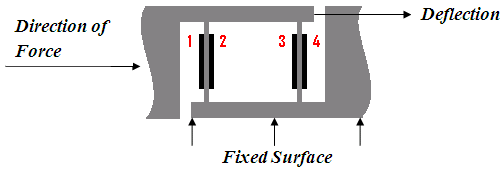 Deflection
Direction of
Force
1 2 3 4
Fixed Surface